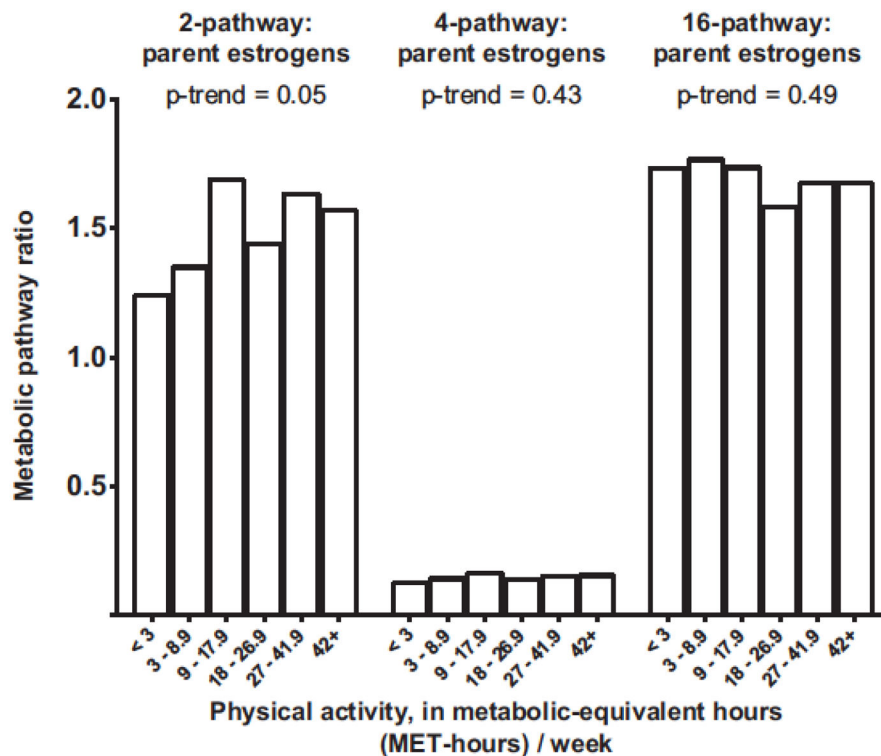 2-pathway:
parent estrogens
p-trend = 0.05
4-pathway:
parent estrogens
p-trend = 0.43
16-pathway:
parent estrogens
p-trend = 0.49
Metabolic pathway ratio
2.0
1.5
1.0
0.5
< 3
3 - 8.9
9 - 17.9
18 - 26.9
27 - 41.9
42+
< 3
3 - 8.9
9 - 17.9
18 - 26.9
27 - 41.9
42+
< 3
3 - 8.9
9 - 17.9
18 - 26.9
27 - 41.9
42+
Physical activity, in metabolic-equivalent hours
(MET-hours) / week